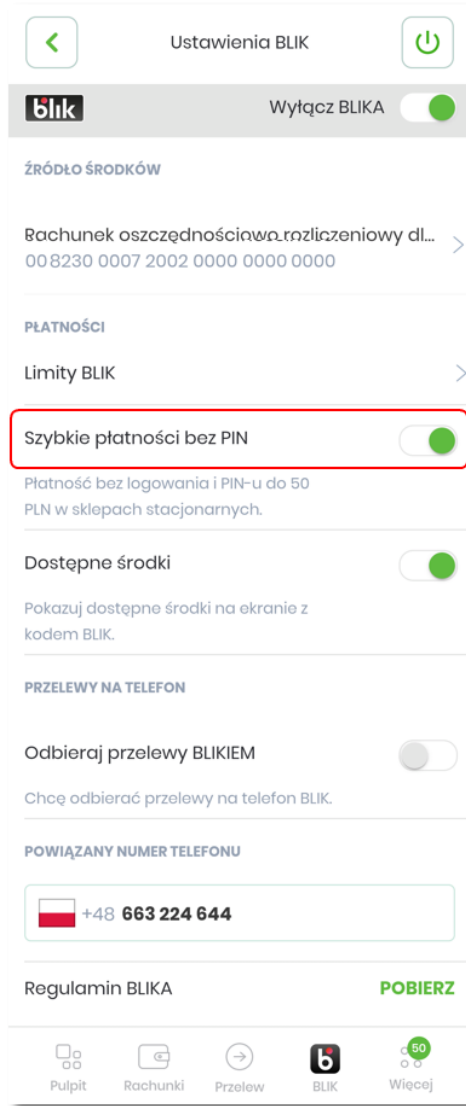 Ustawienia BLIK
blik Wyłącz BLIKA
ŹRÓDŁO ŚRODKÓW
Rachunek oszczędnościowo rozliczeniowy dl...
00 8230 0007 2002 0000 0000 0000
PŁATNOŚCI
Limity BLIK
Szybkie płatności bez PIN
Płatność bez logowania i PIN-u do 50
PLN w sklepach stacjonarnych.
Dostępne środki
Pokazuj dostępne środki na ekranie z
kodem BLIK.
PRZELEWY NA TELEFON
Odbieraj przelewy BLIKIEM
Chcę odbierać przelewy na telefon BLIK.
POWIĄZANY NUMER TELEFONU
+48 663 224 644
Regulamin BLIKA POBIERZ
50
Pulpit Rachunki Przelew BLIK Więcej